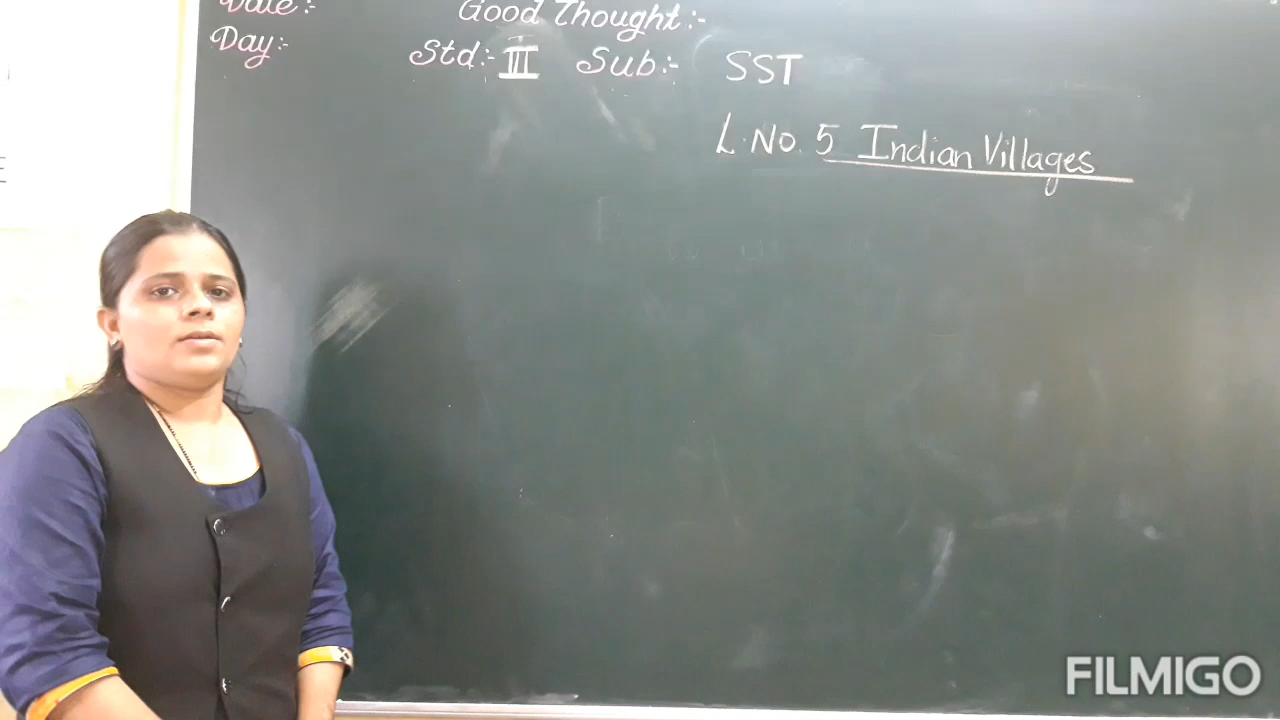 Date:- Good Thought:-
Day:- Std:- III Sub:- SST
L.No. 5 Indian Villages
E
FILMIGO